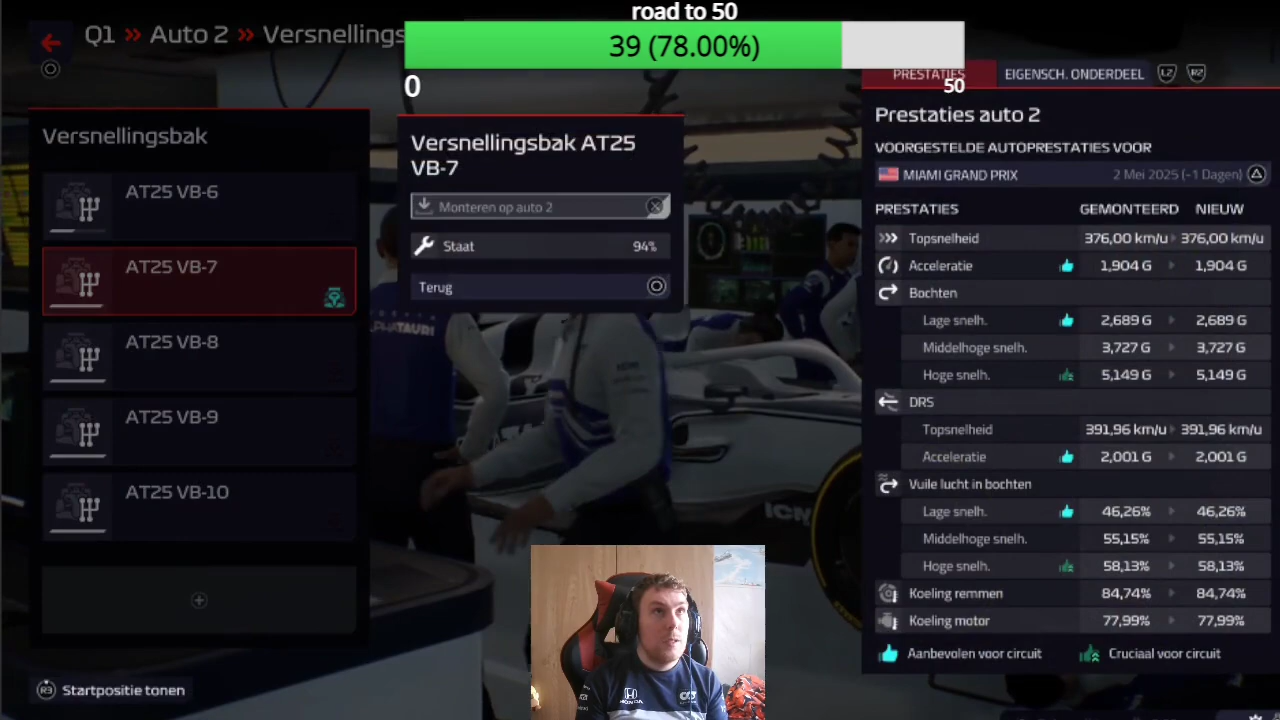 road to 50
39 (78.00%)
0
50
Q1 » Auto 2 » Versnellings
PRESTATIES
EIGENSCH. ONDERDEEL
L2
R2
Versnellingsbak
AT25 VB-6
AT25 VB-7
AT25 VB-8
AT25 VB-9
AT25 VB-10
R3 Startpositie tonen
Versnellingsbak AT25
VB-7
Monteren op auto 2
Staat 94%
Terug
PHATAURI
HONDA
Prestaties auto 2
VOORGESTELDE AUTOPRESTATIES VOOR
MIAMI GRAND PRIX 2 Mei 2025 (-1 Dagen)
PRESTATIES GEMONTEERD NIEUW
Topsnelheid 376,00 km/u 376,00 km/u
Acceleratie 1,904 G 1,904 G
Bochten
Lage snelh. 2,689 G 2,689 G
Middelhoge snelh. 3,727 G 3,727 G
Hoge snelh. 5,149 G 5,149 G
DRS
Topsnelheid 391,96 km/u 391,96 km/u
Acceleratie 2,001 G 2,001 G
Vuile lucht in bochten
Lage snelh. 46,26% 46,26%
Middelhoge snelh. 55,15% 55,15%
Hoge snelh. 58,13% 58,13%
Koeling remmen 84,74% 84,74%
Koeling motor 77,99% 77,99%
Aanbevolen voor circuit
Cruciaal voor circuit